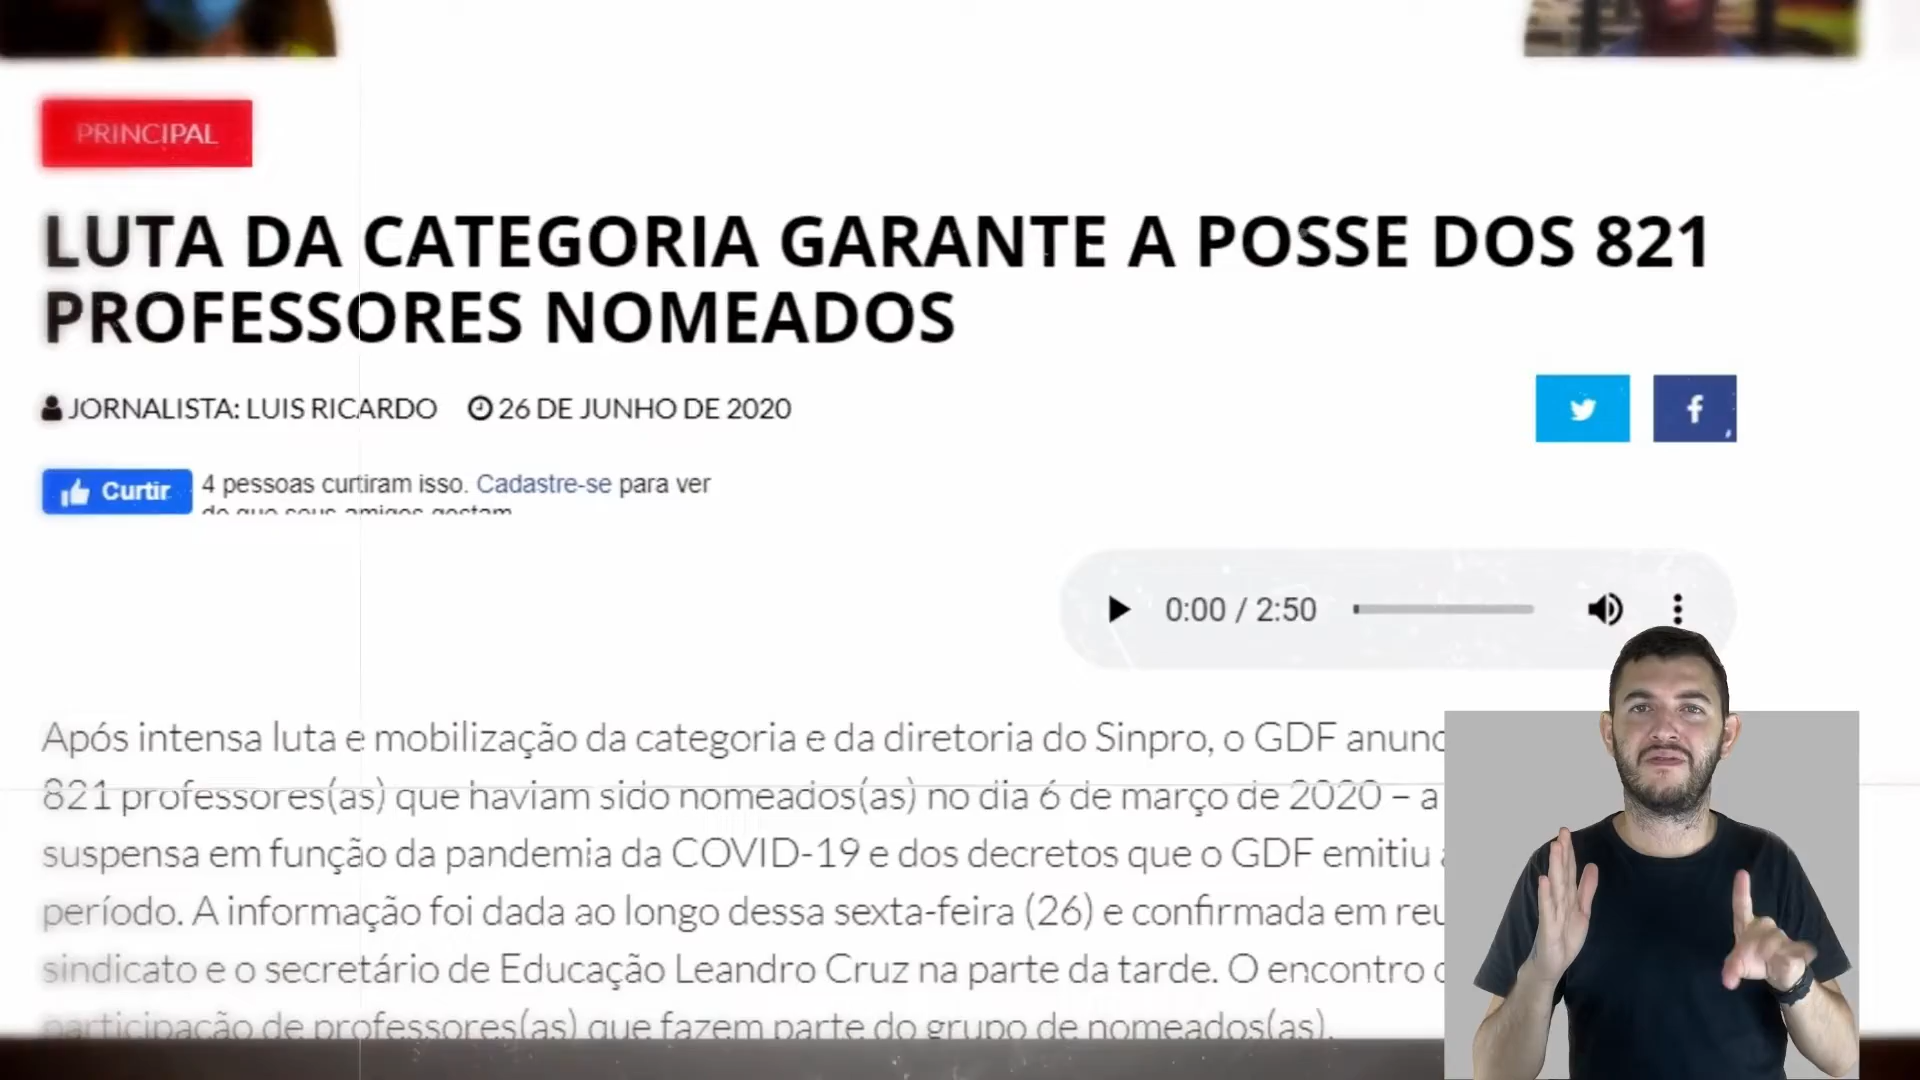 PRINCIPAL
LUTA DA CATEGORIA GARANTE A POSSE DOS 821
PROFESSORES NOMEADOS
JORNALISTA: LUIS RICARDO 26 DE JUNHO DE 2020
Curtir 4 pessoas curtiram isso. Cadastre-se para ver
de que seus amigos gostam.
0:00 / 2:50
Após intensa luta e mobilização da categoria e da diretoria do Sinpro, o GDF
821 professores(as) que haviam sido nomeados(as) no dia 6 de março de 2020 – a
suspensa em função da pandemia da COVID-19 e dos decretos que o GDF emitiu
período. A informação foi dada ao longo dessa sexta-feira (26) e confirmada em
sindicato e o secretário de Educação Leandro Cruz na parte da tarde. O encontro
participação de professores(as) que fazem parte do grupo de nomeados(as).